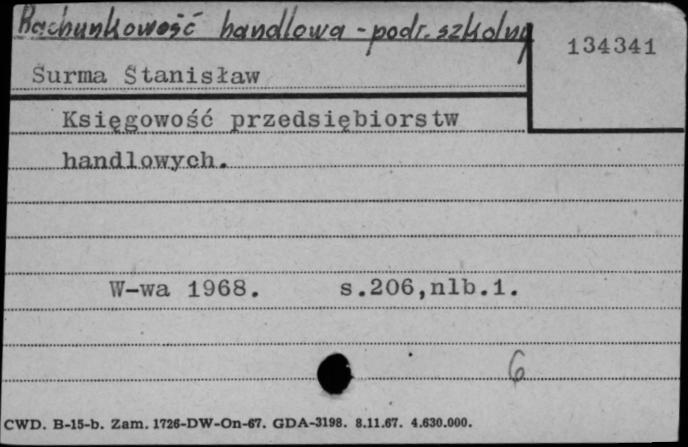 Rachunkowość handlowa - podr. szkolny
134341
Surma Stanisław
Księgowość przedsiębiorstw
handlowych.
W-wa 1968. s.206,nlb.1.
6
CWD. B-15-b. Zam. 1726-DW-On-67. GDA-3198. 8.11.67. 4.630.000.